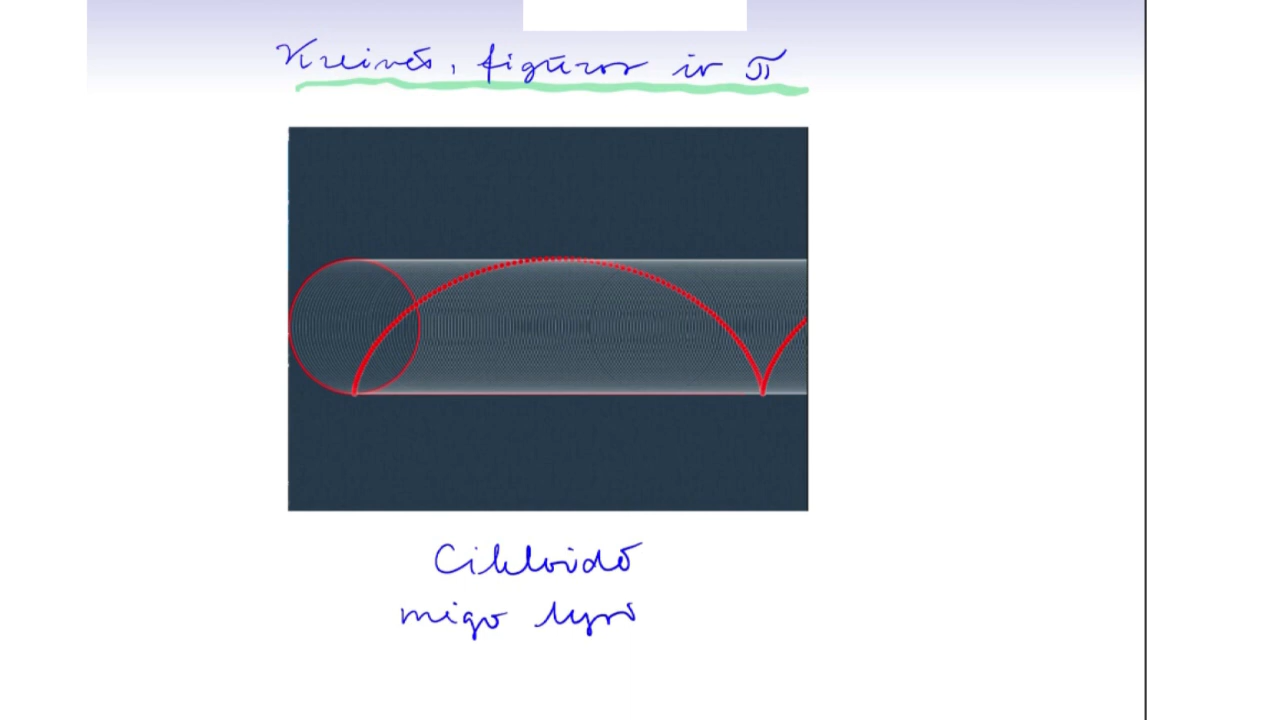 Kreivės, figūros ir π
Cikloidė